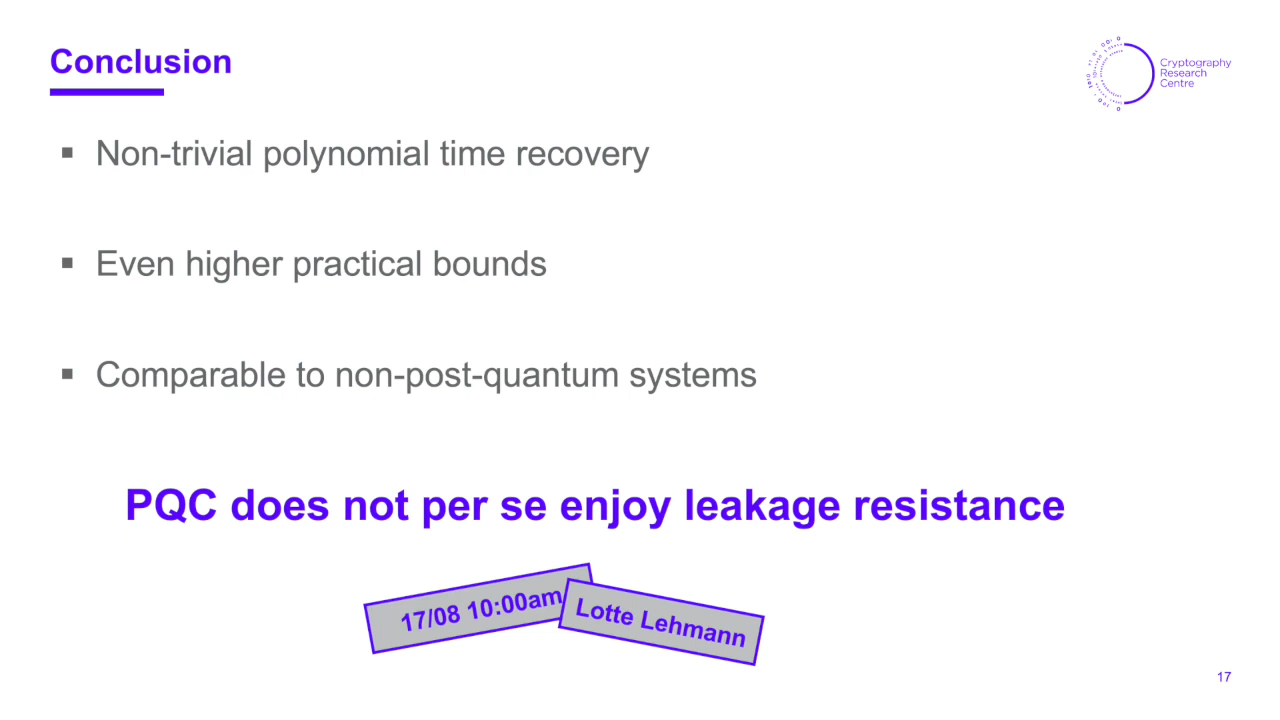 Conclusion
Cryptography
Research
Centre
▪ Non-trivial polynomial time recovery
▪ Even higher practical bounds
▪ Comparable to non-post-quantum systems
PQC does not per se enjoy leakage resistance
17/08 10:00am
Lotte Lehmann
17